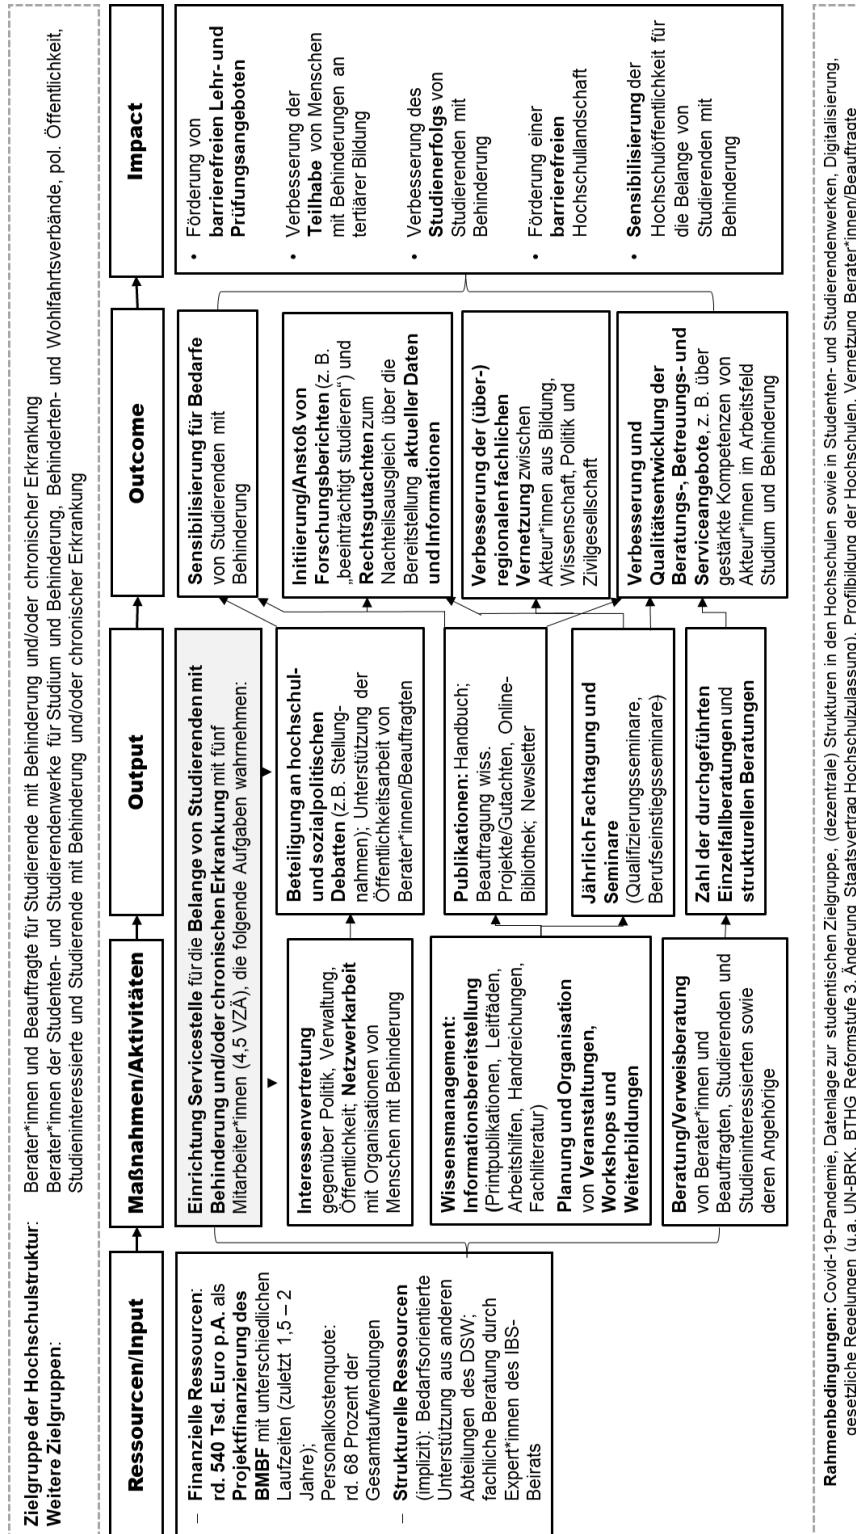 Zielgruppe der Hochschulstruktur: Berater*innen und Beauftragte für Studierende mit Behinderung und/oder chronischer Erkrankung
Weitere Zielgruppen: Berater*innen der Studenten- und Studierendenwerke für Studium und Behinderung, Behinderten- und Wohlfahrtsverbände, pol. Öffentlichkeit,
Studieninteressierte und Studierende mit Behinderung und/oder chronischer Erkrankung
Ressourcen/Input
Maßnahmen/Aktivitäten
Output
Outcome
Impact
– Finanzielle Ressourcen:
rd. 540 Tsd. Euro p.A. als
Projektfinanzierung des
BMBF mit unterschiedlichen
Laufzeiten (zuletzt 1,5 – 2
Jahre);
Personalkostenquote:
rd. 68 Prozent der
Gesamtaufwendungen
– Strukturelle Ressourcen
(implizit): Bedarfsorientierte
Unterstützung aus anderen
Abteilungen des DSW;
fachliche Beratung durch
Expert*innen des IBS-
Beirats
Einrichtung Servicestelle für die Belange von Studierenden mit
Behinderung und/oder chronischen Erkrankung mit fünf
Mitarbeiter*innen (4,5 VZÄ), die folgende Aufgaben wahrnehmen:
Interessenvertretung
gegenüber Politik, Verwaltung,
Öffentlichkeit; Netzwerkarbeit
mit Organisationen von
Menschen mit Behinderung
Wissensmanagement:
Informationsbereitstellung
(Printpublikationen, Leitfäden,
Arbeitshilfen, Handreichungen,
Fachliteratur)
Planung und Organisation
von Veranstaltungen,
Workshops und
Weiterbildungen
Beratung/Verweisberatung
von Berater*innen und
Beauftragten, Studierenden und
Studieninteressierten sowie
deren Angehörige
Beteiligung an hochschul-
und sozialpolitischen
Debatten (z.B. Stellung-
nahmen); Unterstützung der
Öffentlichkeitsarbeit von
Berater*innen/Beauftragten
Publikationen: Handbuch;
Beauftragung wiss.
Projekte/Gutachten, Online-
Bibliothek; Newsletter
Jährlich Fachtagung und
Seminare
(Qualifizierungsseminare,
Berufseinstiegsseminare)
Zahl der durchgeführten
Einzelfallberatungen und
strukturellen Beratungen
Sensibilisierung für Bedarfe
von Studierenden mit
Behinderung
Initiierung/Anstoß von
Forschungsberichten (z. B.
„beeinträchtigt studieren“) und
Rechtsgutachten zum
Nachteilsausgleich über die
Bereitstellung aktueller Daten
und Informationen
Verbesserung der (über-)
regionalen fachlichen
Vernetzung zwischen
Akteur*innen aus Bildung,
Wissenschaft, Politik und
Zivilgesellschaft
Verbesserung und
Qualitätsentwicklung der
Beratungs-, Betreuungs- und
Serviceangebote, z. B. über
gestärkte Kompetenzen von
Akteur*innen im Arbeitsfeld
Studium und Behinderung
• Förderung von
barrierefreien Lehr- und
Prüfungsangeboten
• Verbesserung der
Teilhabe von Menschen
mit Behinderungen an
tertiärer Bildung
• Verbesserung des
Studienerfolgs von
Studierenden mit
Behinderung
• Förderung einer
barrierefreien
Hochschullandschaft
• Sensibilisierung der
Hochschulöffentlichkeit für
die Belange von
Studierenden mit
Behinderung
Rahmenbedingungen: Covid-19-Pandemie, Datenlage zur studentischen Zielgruppe, (dezentrale) Strukturen in den Hochschulen sowie in Studenten- und Studierendenwerken, Digitalisierung,
gesetzliche Regelungen (u.a. UN-BRK, BTHG Reformstufe 3, Änderung Staatsvertrag Hochschulzulassung), Profilbildung der Hochschulen, Vernetzung Berater*innen/Beauftragte